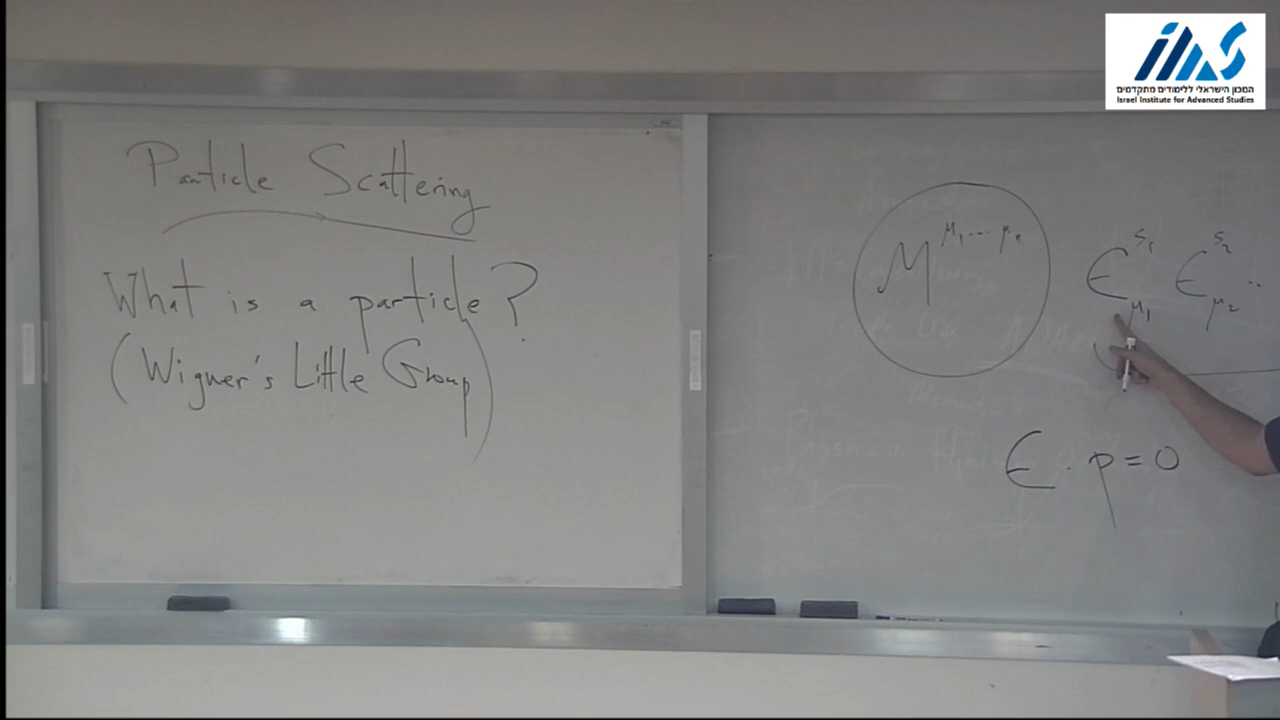 המכון הישראלי ללימודים מתקדמים
Israel Institute for Advanced Studies
Particle Scattering
What is a particle?
(Wigner's Little Group)
M^{μ₁...μₙ} ϵ^{s₁}_{μ₁} ϵ^{s₂}_{μ₂} ..
ϵ · p = 0